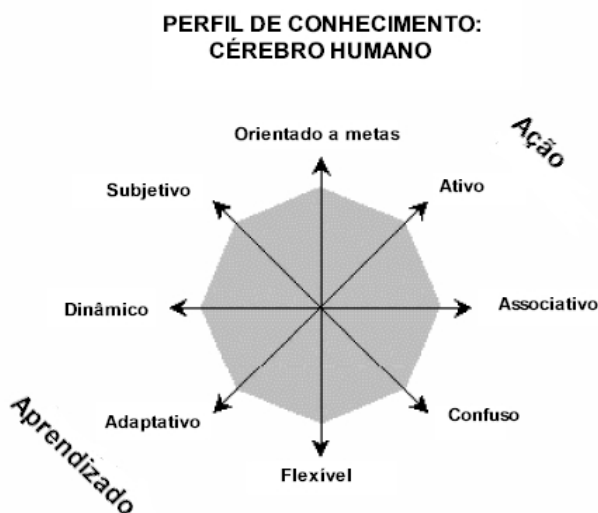 PERFIL DE CONHECIMENTO:
CÉREBRO HUMANO
Orientado a metas
Ação
Subjetivo
Ativo
Dinâmico
Associativo
Aprendizado
Adaptativo
Confuso
Flexível